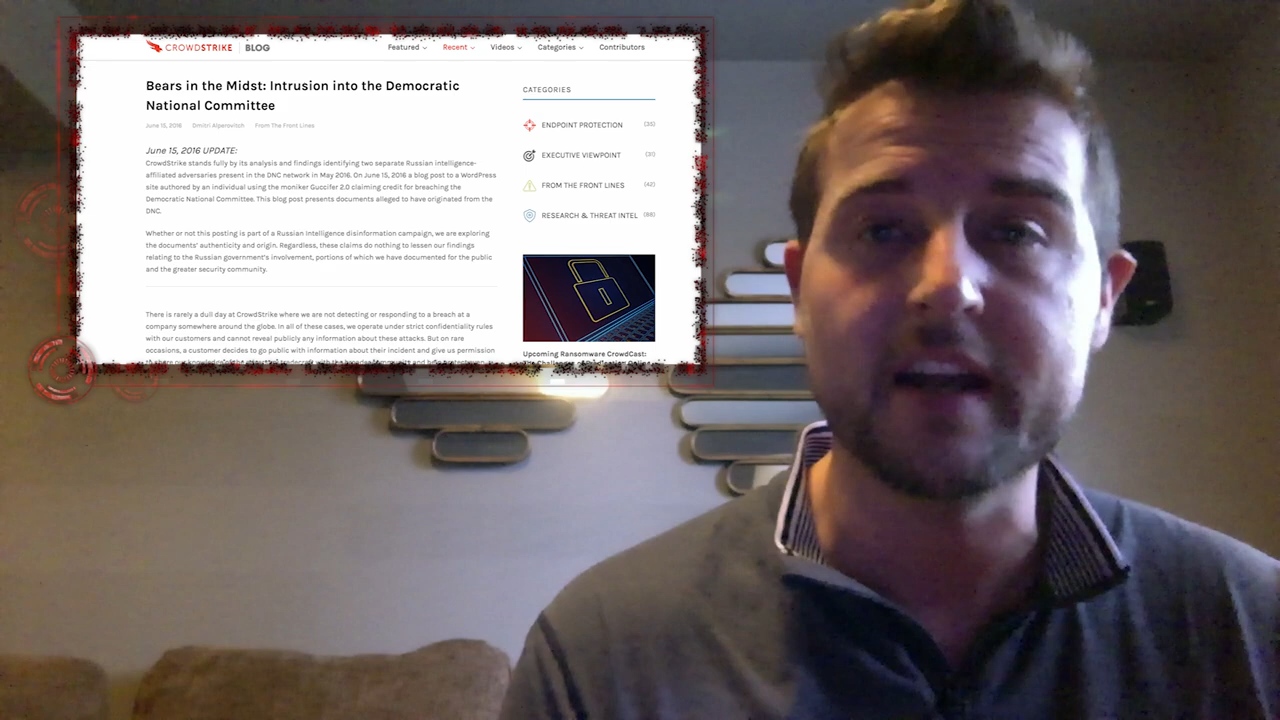 CROWDSTRIKE | BLOG
Featured Recent Videos Categories Contributors
Bears in the Midst: Intrusion into the Democratic
National Committee
June 15, 2016 Dmitri Alperovitch From The Front Lines
June 15, 2016 UPDATE:
CrowdStrike stands fully by its analysis and findings identifying two separate Russian intelligence-
affiliated adversaries present in the DNC network in May 2016. On June 15, 2016 a blog post to a WordPress
site authored by an individual using the moniker Guccifer 2.0 claiming credit for breaching the
Democratic National Committee. This blog post presents documents alleged to have originated from the
DNC.
Whether or not this posting is part of a Russian Intelligence disinformation campaign, we are exploring
the documents' authenticity and origin. Regardless, these claims do nothing to lessen our findings
relating to the Russian government's involvement, portions of which we have documented for the public
and the greater security community.
There is rarely a dull day at CrowdStrike where we are not detecting or responding to a breach at a
company somewhere around the globe. In all of these cases, we operate under strict confidentiality rules
with our customers and cannot reveal publicly any information about these attacks. But on rare
occasions, a customer decides to go public with information about their incident and give us permission
CATEGORIES
ENDPOINT PROTECTION (35)
EXECUTIVE VIEWPOINT (31)
FROM THE FRONT LINES (42)
RESEARCH & THREAT INTEL (86)
Upcoming Ransomware CrowdCast: